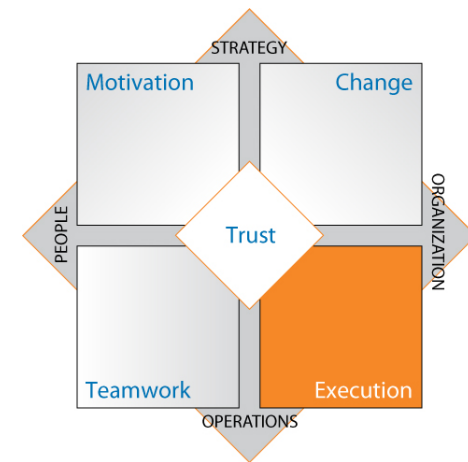 STRATEGY
Motivation
Change
PEOPLE
Trust
ORGANIZATION
Teamwork
Execution
OPERATIONS